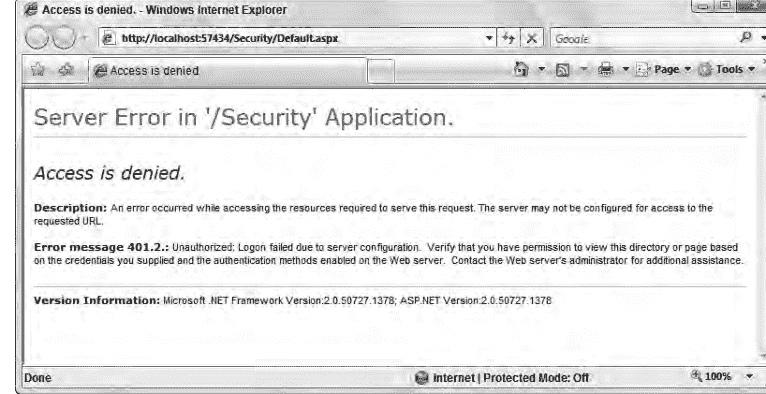 Access is denied. - Windows Internet Explorer
http://localhost:57434/Security/Default.aspx
Google
Access is denied
Page
Tools
Server Error in '/Security' Application.
Access is denied.
Description: An error occurred while accessing the resources required to serve this request. The server may not be configured for access to the
requested URL.
Error message 401.2.: Unauthorized: Logon failed due to server configuration. Verify that you have permission to view this directory or page based
on the credentials you supplied and the authentication methods enabled on the Web server. Contact the Web server's administrator for additional assistance.
Version Information: Microsoft .NET Framework Version:2.0.50727.1378; ASP.NET Version:2.0.50727.1378
Done
Internet | Protected Mode: Off
100%